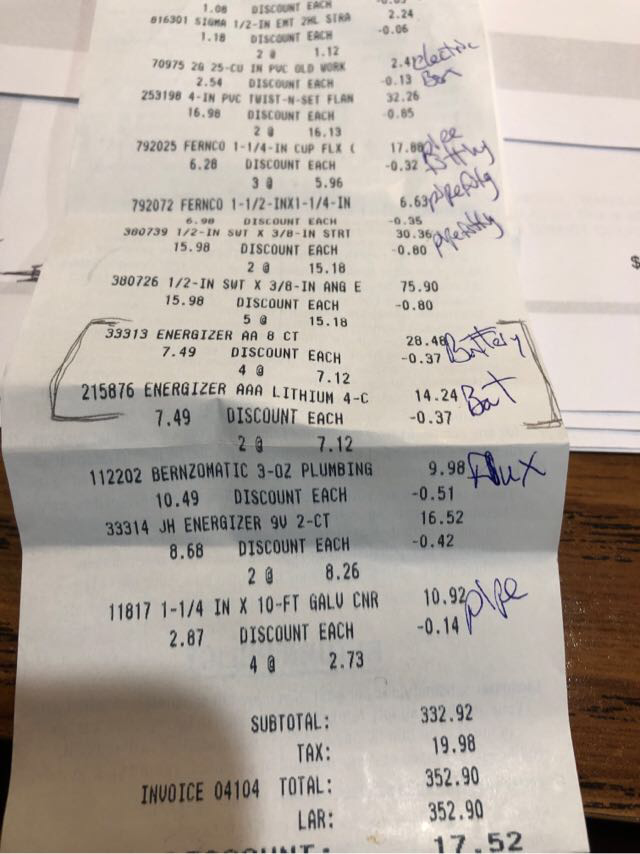 1.08 DISCOUNT EACH -0.03
816301 SIGMA 1/2-IN EMT 2HL STRA 2.24
1.18 DISCOUNT EACH -0.06
2 @ 1.12
70975 2G 25-CU IN PVC OLD WORK 2.41 electric
2.54 DISCOUNT EACH -0.13 Box
253198 4-IN PVC TWIST-N-SET FLAN 32.26
16.98 DISCOUNT EACH -0.85
2 @ 16.13
792025 FERNCO 1-1/4-IN CUP FLX ( 17.88 pipe
6.28 DISCOUNT EACH -0.32 fitting
3 @ 5.96
792072 FERNCO 1-1/2-INX1-1/4-IN 6.63 pipefitting
6.98 DISCOUNT EACH -0.35
380739 1/2-IN SWT X 3/8-IN STRT 30.36 pipefitting
15.98 DISCOUNT EACH -0.80
2 @ 15.18
380726 1/2-IN SWT X 3/8-IN ANG E 75.90
15.98 DISCOUNT EACH -0.80
5 @ 15.18
33313 ENERGIZER AA 8 CT 28.48 Battery
7.49 DISCOUNT EACH -0.37
4 @ 7.12
215876 ENERGIZER AAA LITHIUM 4-C 14.24 Bat
7.49 DISCOUNT EACH -0.37
2 @ 7.12
112202 BERNZOMATIC 3-OZ PLUMBING 9.98 Flux
10.49 DISCOUNT EACH -0.51
33314 JH ENERGIZER 9V 2-CT 16.52
8.68 DISCOUNT EACH -0.42
2 @ 8.26
11817 1-1/4 IN X 10-FT GALV CNR 10.92 pipe
2.87 DISCOUNT EACH -0.14
4 @ 2.73
SUBTOTAL: 332.92
TAX: 19.98
INVOICE 04104 TOTAL: 352.90
LAR: 352.90
DISCOUNT: 17.52
$